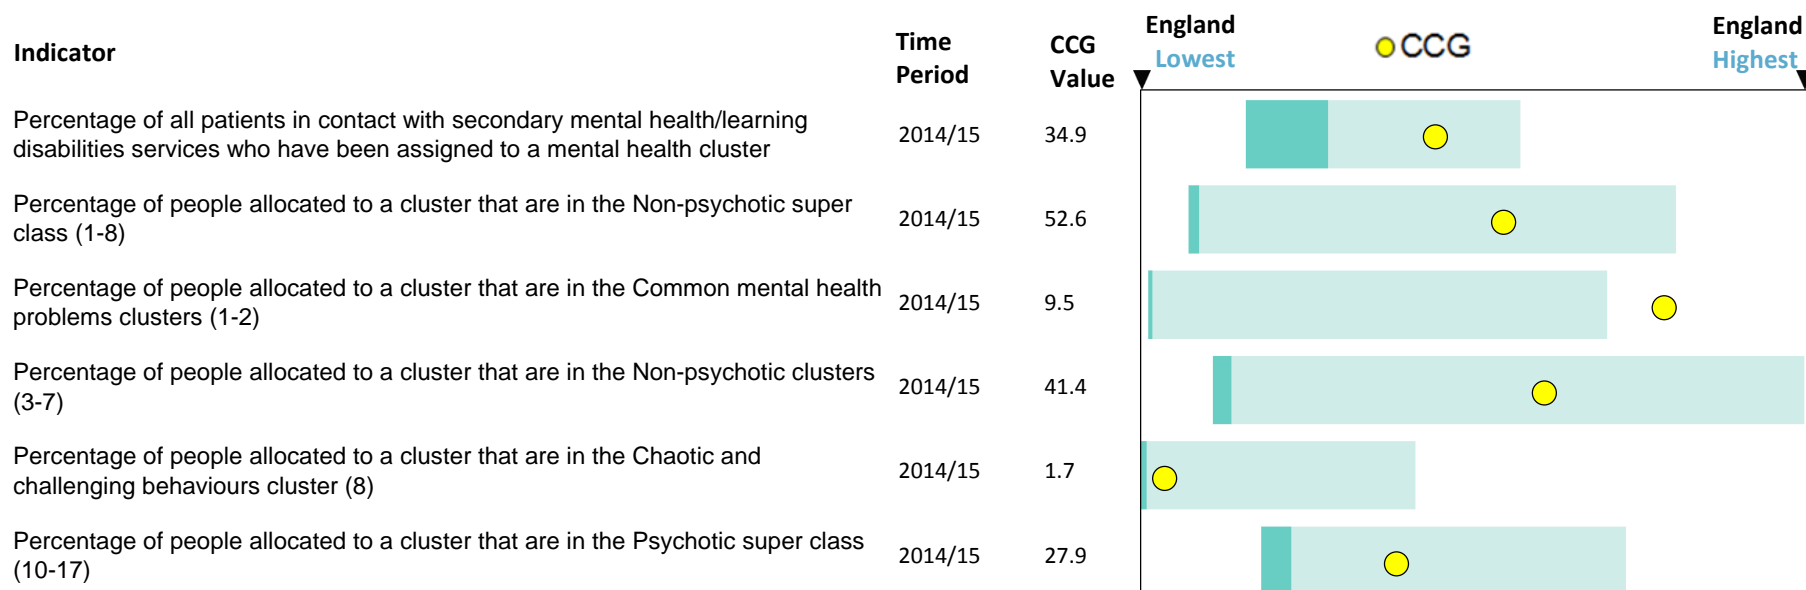 Indicator
Time
Period
CCG
Value
England
Lowest
CCG
England
Highest
Percentage of all patients in contact with secondary mental health/learning
disabilities services who have been assigned to a mental health cluster
2014/15
34.9
Percentage of people allocated to a cluster that are in the Non-psychotic super
class (1-8)
2014/15
52.6
Percentage of people allocated to a cluster that are in the Common mental health
problems clusters (1-2)
2014/15
9.5
Percentage of people allocated to a cluster that are in the Non-psychotic clusters
(3-7)
2014/15
41.4
Percentage of people allocated to a cluster that are in the Chaotic and
challenging behaviours cluster (8)
2014/15
1.7
Percentage of people allocated to a cluster that are in the Psychotic super class
(10-17)
2014/15
27.9